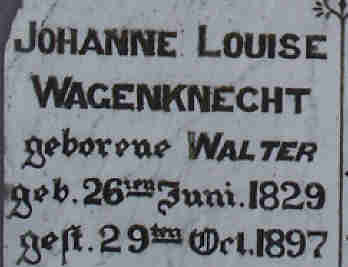 JOHANNE LOUISE
WAGENKNECHT
geborene WALTER
geb. 26ten Juni. 1829
gest. 29ten Oct. 1897